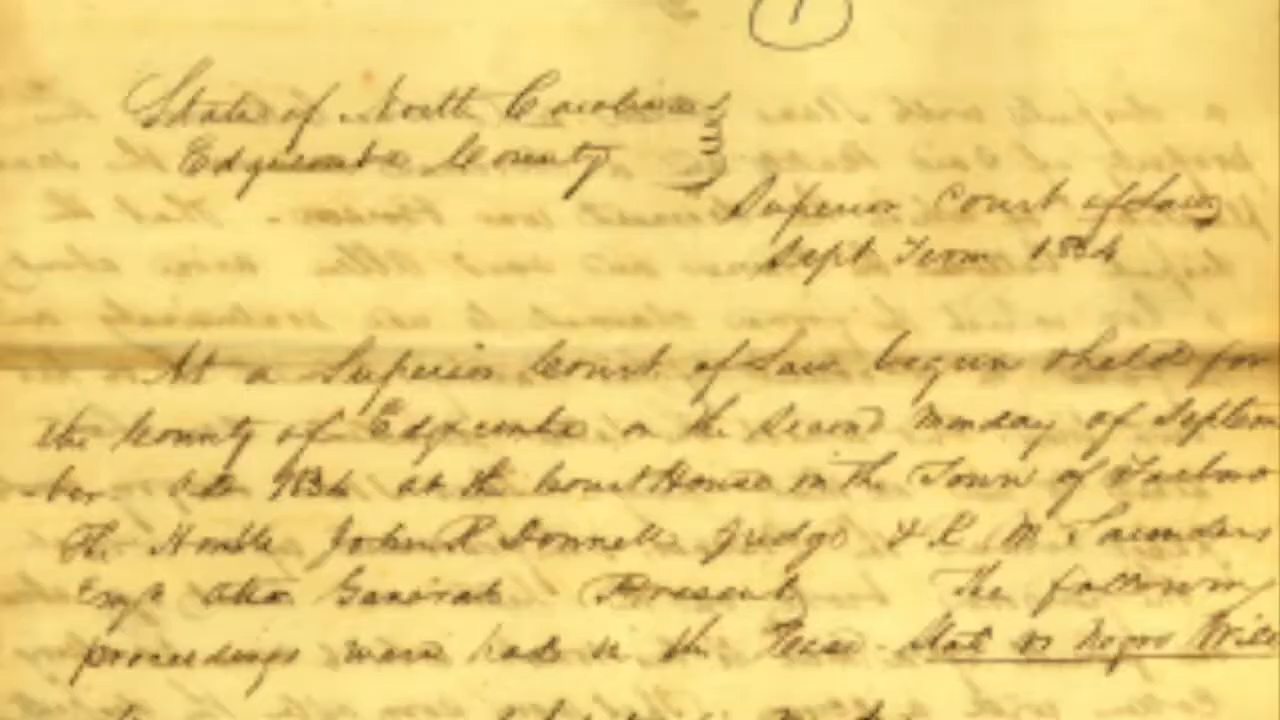 1
State of North Carolina
Edgecombe County
Superior Court of Law
Sept Term 1834
At a Superior Court of Law begun & held for
the County of Edgecombe on the second Monday of Septem
ber AD 1834 at the Court House in the Town of Tarboro
The Honble John R Donnell Judge & R M Saunders
Esqr Atto General Present The following
proceedings were had in the Case State vs Negro Will